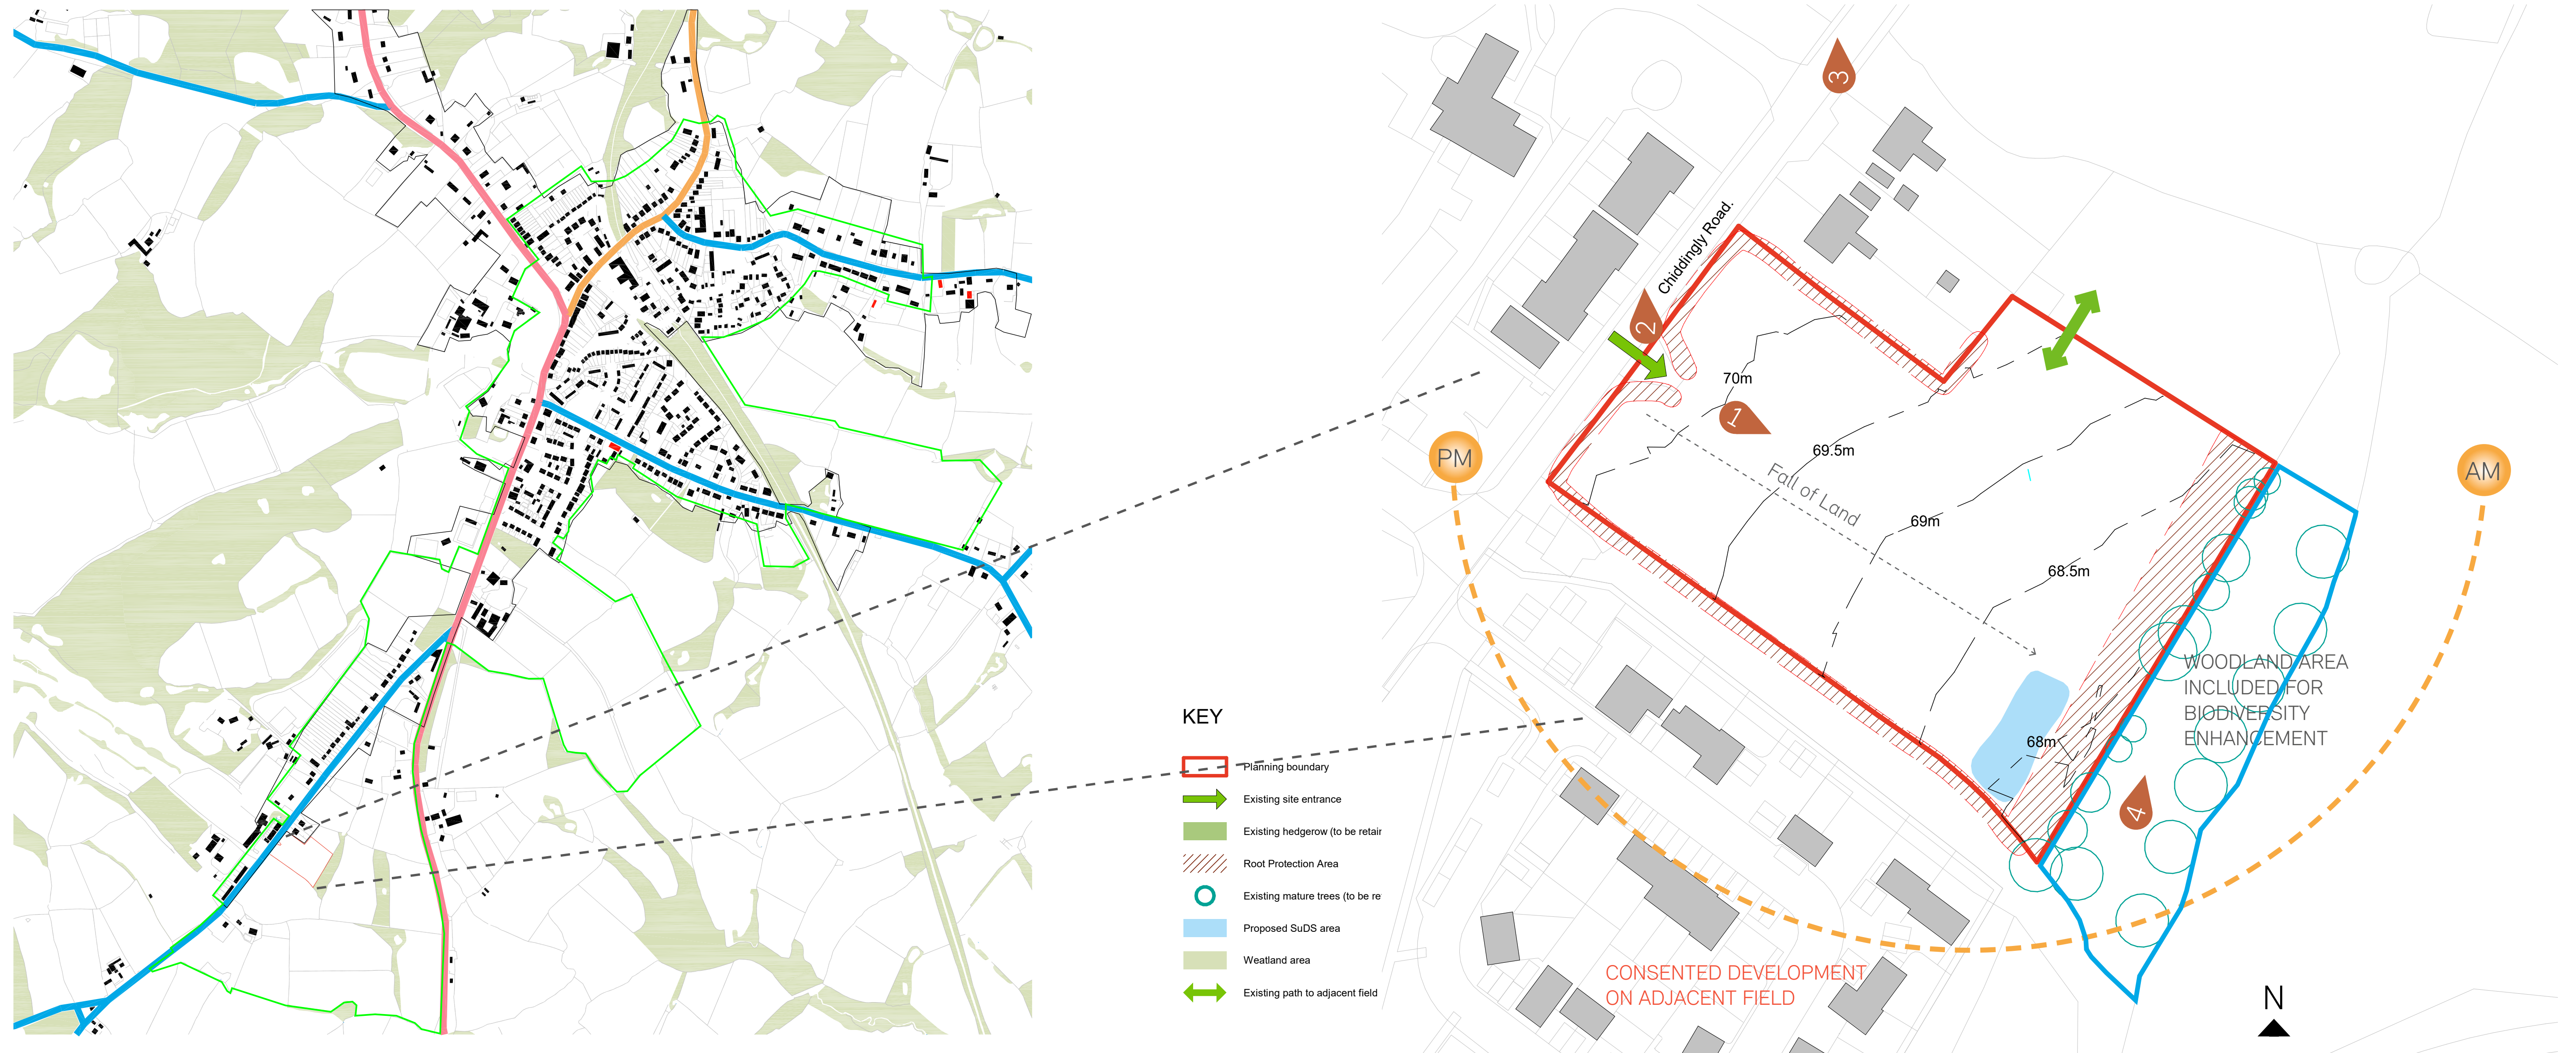 KEY
Planning boundary
Existing site entrance
Existing hedgerow (to be retair
Root Protection Area
Existing mature trees (to be re
Proposed SuDS area
Weatland area
Existing path to adjacent field
3
Chiddingly Road.
2
70m
1
69.5m
PM
AM
Fall of Land
69m
68.5m
WOODLAND AREA
INCLUDED FOR
BIODIVERSITY
ENHANCEMENT
68m
4
CONSENTED DEVELOPMENT
ON ADJACENT FIELD
N